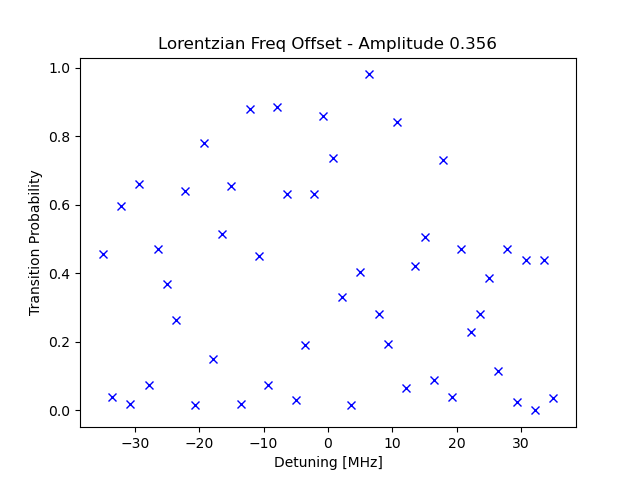 Lorentzian Freq Offset - Amplitude 0.356
1.0
0.8
0.6
0.4
0.2
0.0
Transition Probability
−30 −20 −10 0 10 20 30
Detuning [MHz]